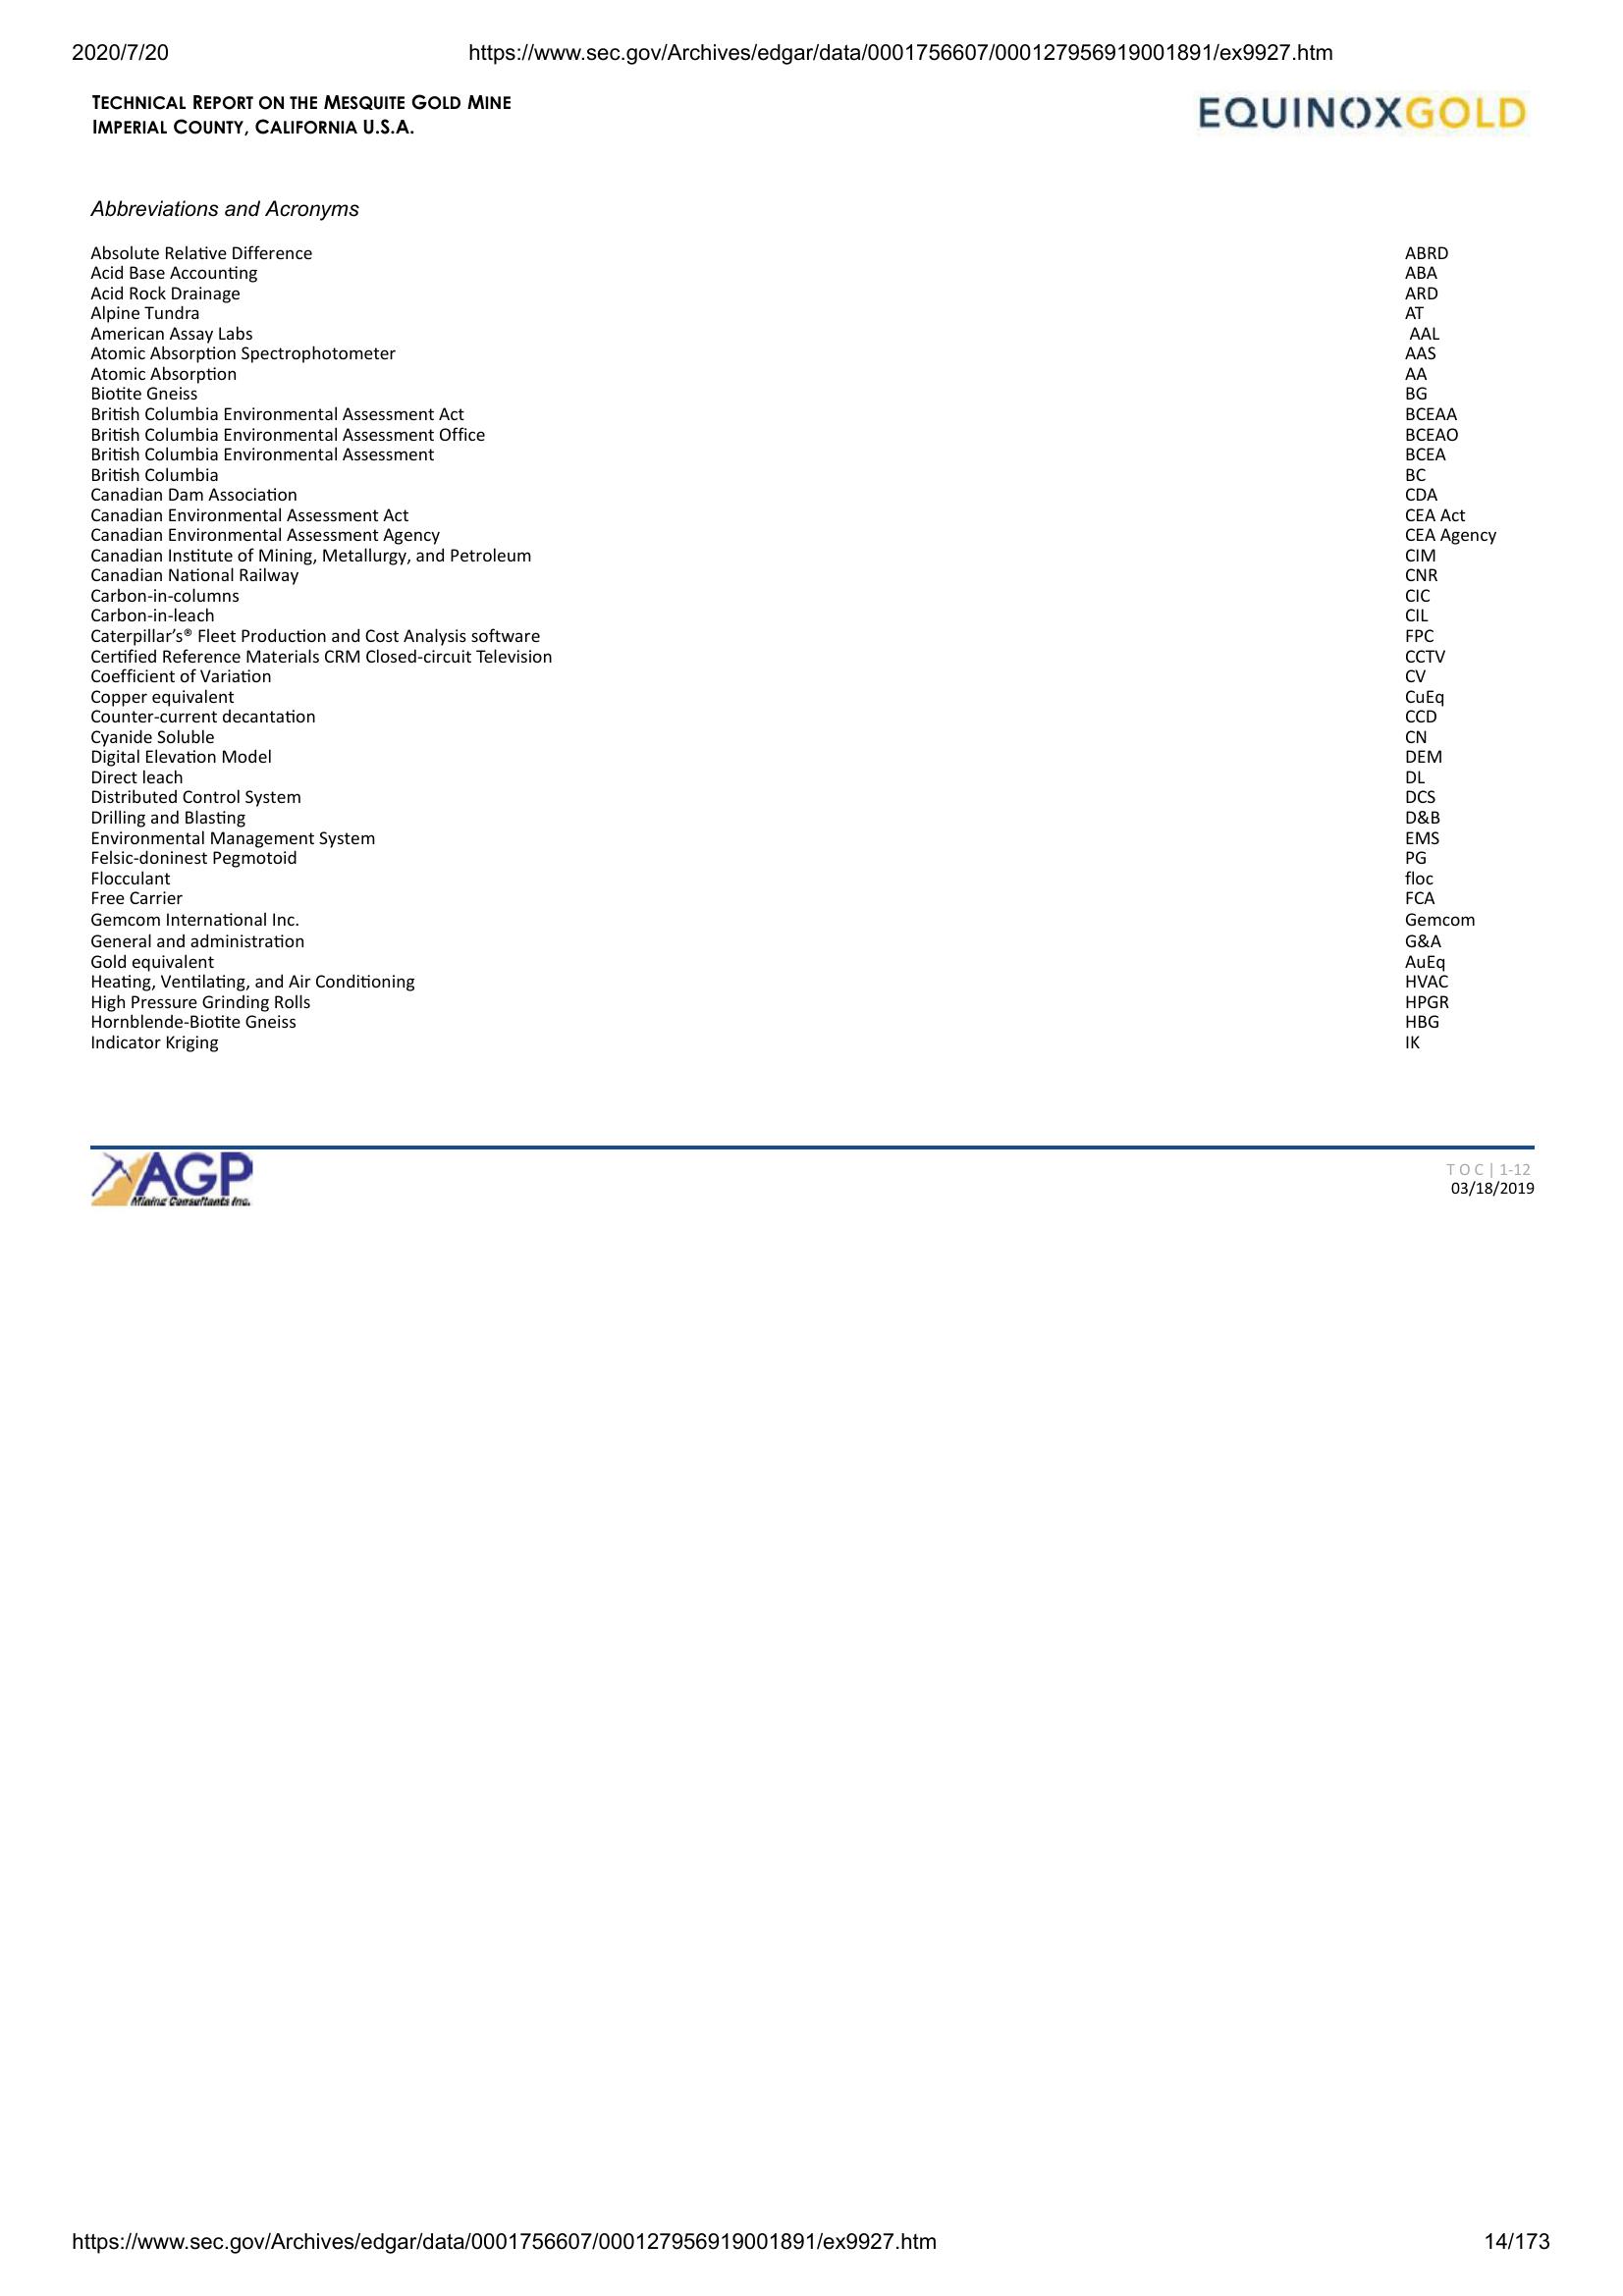 2020/7/20 https://www.sec.gov/Archives/edgar/data/0001756607/000127956919001891/ex9927.htm
TECHNICAL REPORT ON THE MESQUITE GOLD MINE
IMPERIAL COUNTY, CALIFORNIA U.S.A.
EQUINOXGOLD
Abbreviations and Acronyms
Absolute Relative Difference ABRD
Acid Base Accounting ABA
Acid Rock Drainage ARD
Alpine Tundra AT
American Assay Labs AAL
Atomic Absorption Spectrophotometer AAS
Atomic Absorption AA
Biotite Gneiss BG
British Columbia Environmental Assessment Act BCEAA
British Columbia Environmental Assessment Office BCEAO
British Columbia Environmental Assessment BCEA
British Columbia BC
Canadian Dam Association CDA
Canadian Environmental Assessment Act CEA Act
Canadian Environmental Assessment Agency CEA Agency
Canadian Institute of Mining, Metallurgy, and Petroleum CIM
Canadian National Railway CNR
Carbon-in-columns CIC
Carbon-in-leach CIL
Caterpillar's® Fleet Production and Cost Analysis software FPC
Certified Reference Materials CRM Closed-circuit Television CCTV
Coefficient of Variation CV
Copper equivalent CuEq
Counter-current decantation CCD
Cyanide Soluble CN
Digital Elevation Model DEM
Direct leach DL
Distributed Control System DCS
Drilling and Blasting D&B
Environmental Management System EMS
Felsic-doninest Pegmotoid PG
Flocculant floc
Free Carrier FCA
Gemcom International Inc. Gemcom
General and administration G&A
Gold equivalent AuEq
Heating, Ventilating, and Air Conditioning HVAC
High Pressure Grinding Rolls HPGR
Hornblende-Biotite Gneiss HBG
Indicator Kriging IK
AGP
Mining Consultants Inc.
T O C | 1-12
03/18/2019
https://www.sec.gov/Archives/edgar/data/0001756607/000127956919001891/ex9927.htm 14/173